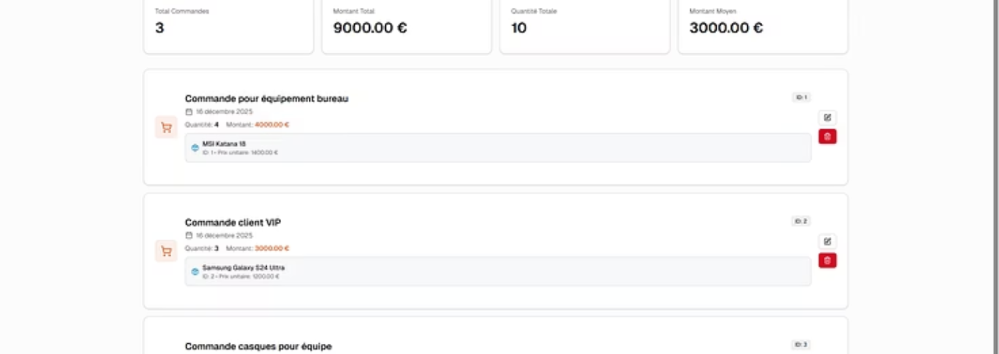 Total Commandes
3
Montant Total
9000.00 €
Quantité Totale
10
Montant Moyen
3000.00 €
Commande pour équipement bureau
ID: 1
16 décembre 2025
Quantité: 4 Montant: 4000.00 €
MSI Katana 18
ID: 1 • Prix unitaire: 1400.00 €
Commande client VIP
ID: 2
16 décembre 2025
Quantité: 3 Montant: 3000.00 €
Samsung Galaxy S24 Ultra
ID: 2 • Prix unitaire: 1200.00 €
Commande casques pour équipe
ID: 3